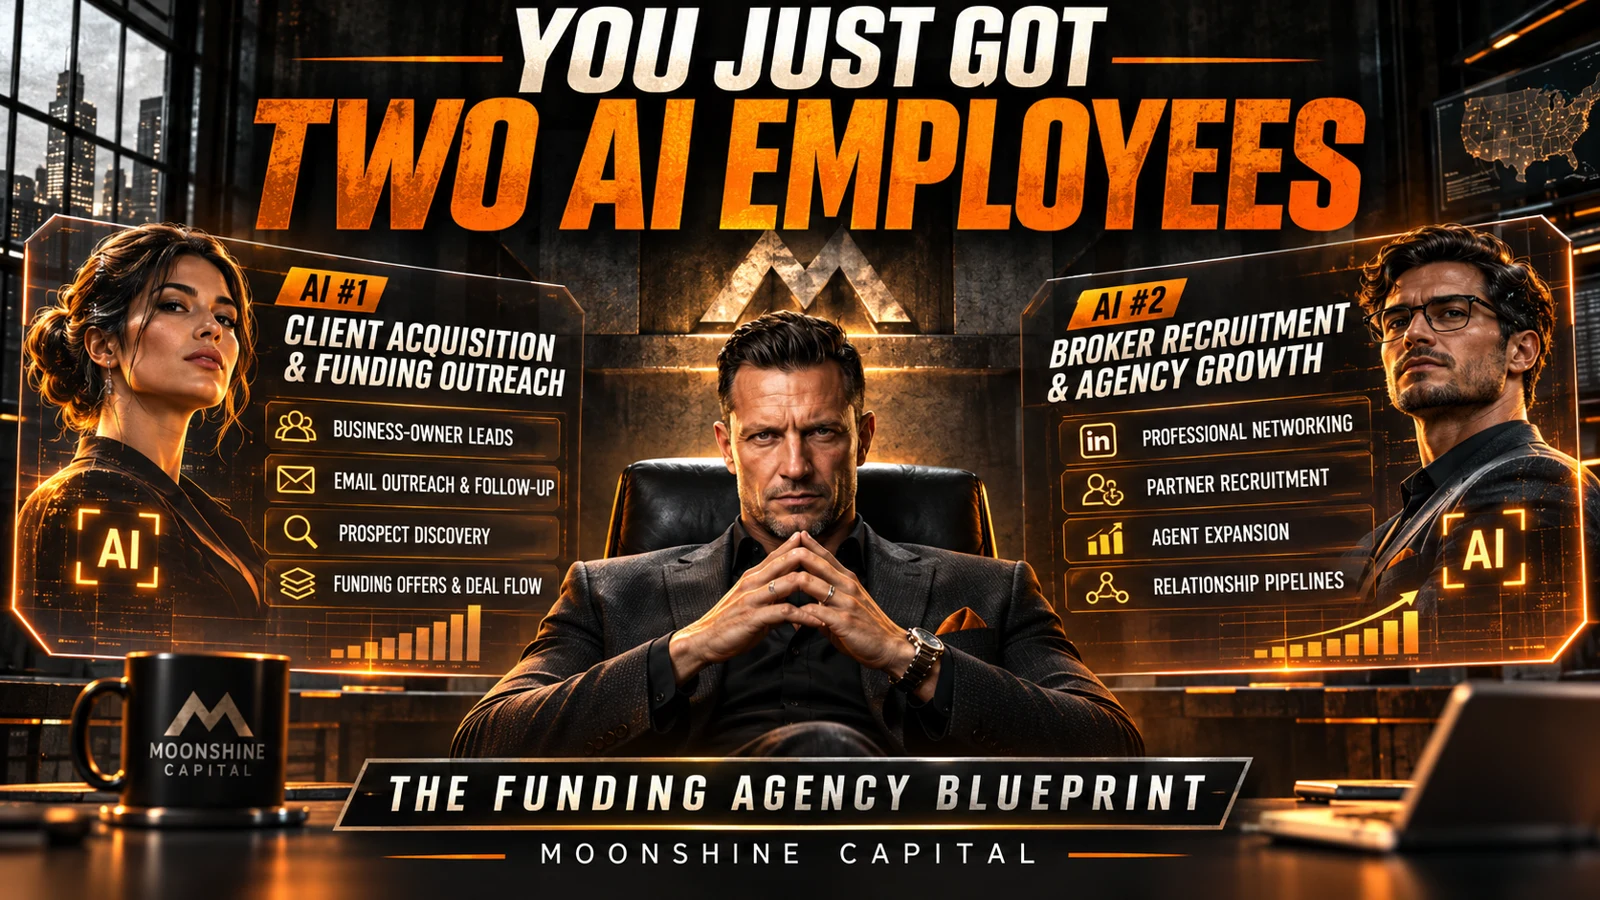 YOU JUST GOT
TWO AI EMPLOYEES
AI #1
CLIENT ACQUISITION
& FUNDING OUTREACH
BUSINESS-OWNER LEADS
EMAIL OUTREACH & FOLLOW-UP
PROSPECT DISCOVERY
FUNDING OFFERS & DEAL FLOW
AI
AI #2
BROKER RECRUITMENT
& AGENCY GROWTH
in
PROFESSIONAL NETWORKING
PARTNER RECRUITMENT
AGENT EXPANSION
RELATIONSHIP PIPELINES
AI
MOONSHINE
CAPITAL
THE FUNDING AGENCY BLUEPRINT
MOONSHINE CAPITAL